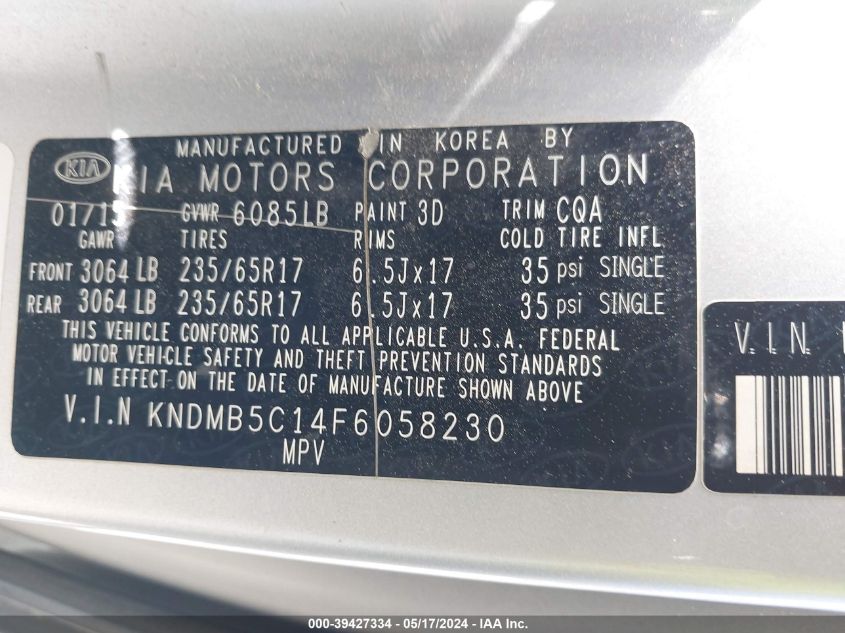 MANUFACTURED IN KOREA BY
KIA KIA MOTORS CORPORATION
GVWR 6085LB PAINT 3D TRIM CQA
GAWR TIRES RIMS COLD TIRE INFL
FRONT 3064 LB 235/65R17 6.5Jx17 35 psi SINGLE
REAR 3064 LB 235/65R17 6.5Jx17 35 psi SINGLE
THIS VEHICLE CONFORMS TO ALL APPLICABLE U.S.A. FEDERAL
MOTOR VEHICLE SAFETY AND THEFT PREVENTION STANDARDS
IN EFFECT ON THE DATE OF MANUFACTURE SHOWN ABOVE
V.I.N KNDMB5C14F6058230
MPV
V.I.N.
000-39427334 — 05/17/2024 — IAA Inc.